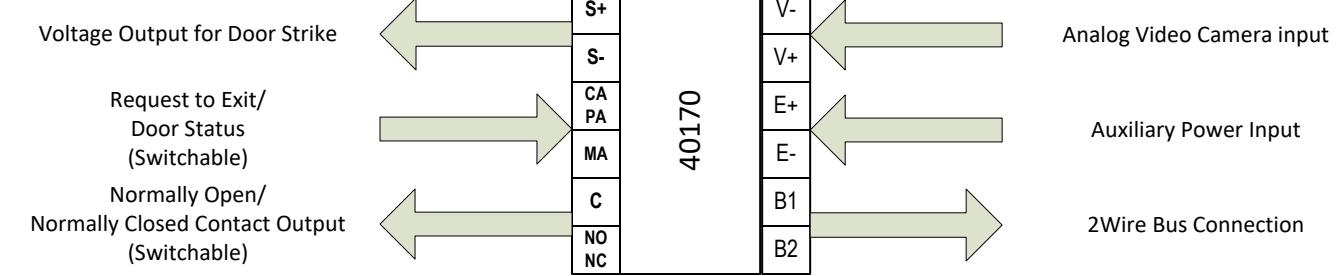 Voltage Output for Door Strike
S+
S-
Request to Exit/
Door Status
(Switchable)
CA
PA
MA
Normally Open/
Normally Closed Contact Output
(Switchable)
C
NO
NC
40170
V-
V+
Analog Video Camera input
E+
E-
Auxiliary Power Input
B1
B2
2Wire Bus Connection